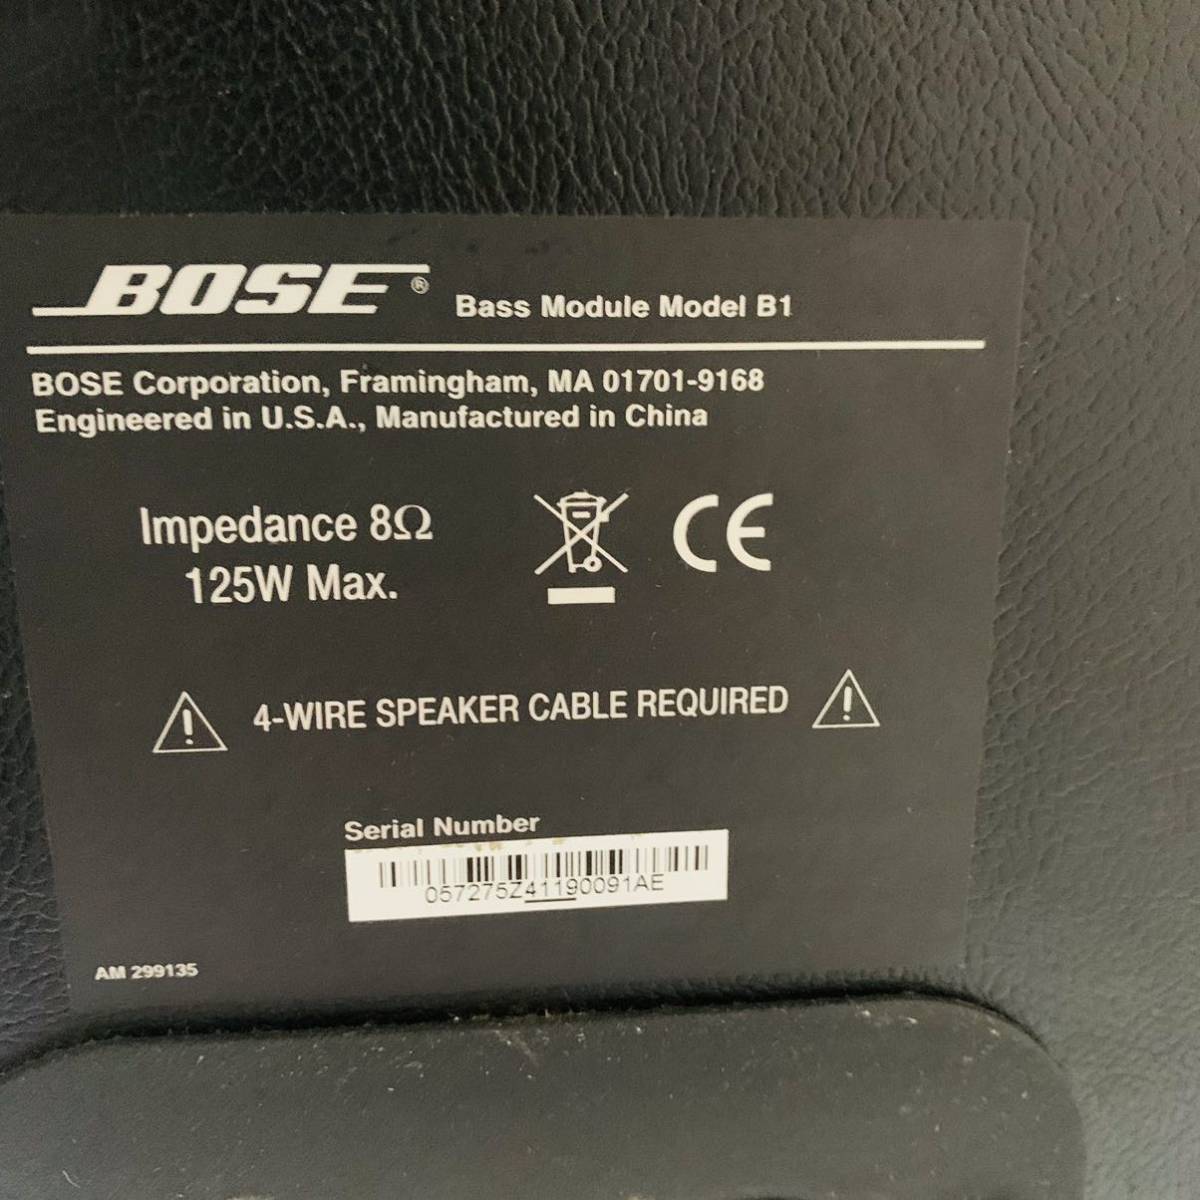 BOSE® Bass Module Model B1
BOSE Corporation, Framingham, MA 01701-9168
Engineered in U.S.A., Manufactured in China
Impedance 8Ω
125W Max.
CE
4-WIRE SPEAKER CABLE REQUIRED
Serial Number
057275Z41190091AE
AM 299135